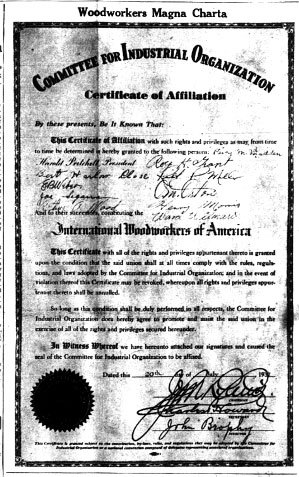 Woodworkers Magna Charta
COMMITTEE FOR INDUSTRIAL ORGANIZATION
Certificate of Affiliation
By these presents, Be It Known That:
This Certificate of Affiliation with such rights and privileges as may from time
to time be determined is hereby granted to the following persons:
Harold Pritchett, President
And to their successors, constituting the
International Woodworkers of America
This Certificate with all of the rights and privileges appurtenant thereto is granted
upon the condition that the said union shall at all times comply with the rules, regula-
tions, and laws adopted by the Committee for Industrial Organization; and in the event of
violation thereof this Certificate may be revoked, whereupon all rights and privileges appur-
tenant thereto shall be annulled.
So long as this condition shall be duly performed in all respects, the Committee for
Industrial Organization does hereby agree to promote and assist the said union in the
exercise of all of the rights and privileges secured hereunder.
In Witness Whereof we have hereunto attached our signatures and caused the
seal of the Committee for Industrial Organization to be affixed.
Dated this 20th of July
Charles Howard
John Brophy
This Certificate is granted subject to the constitution, by-laws, rules, and regulations that may be adopted by the Committee for
Industrial Organization or a national convention composed of delegates representing